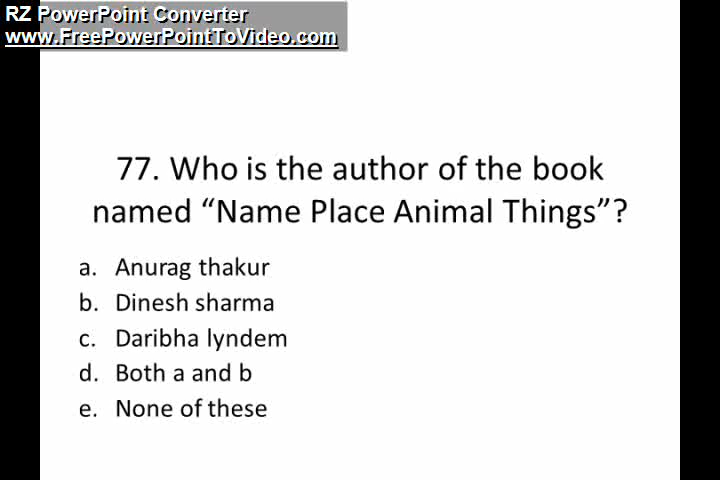 RZ PowerPoint Converter
www.FreePowerPointToVideo.com
77. Who is the author of the book
named “Name Place Animal Things”?
a. Anurag thakur
b. Dinesh sharma
c. Daribha lyndem
d. Both a and b
e. None of these